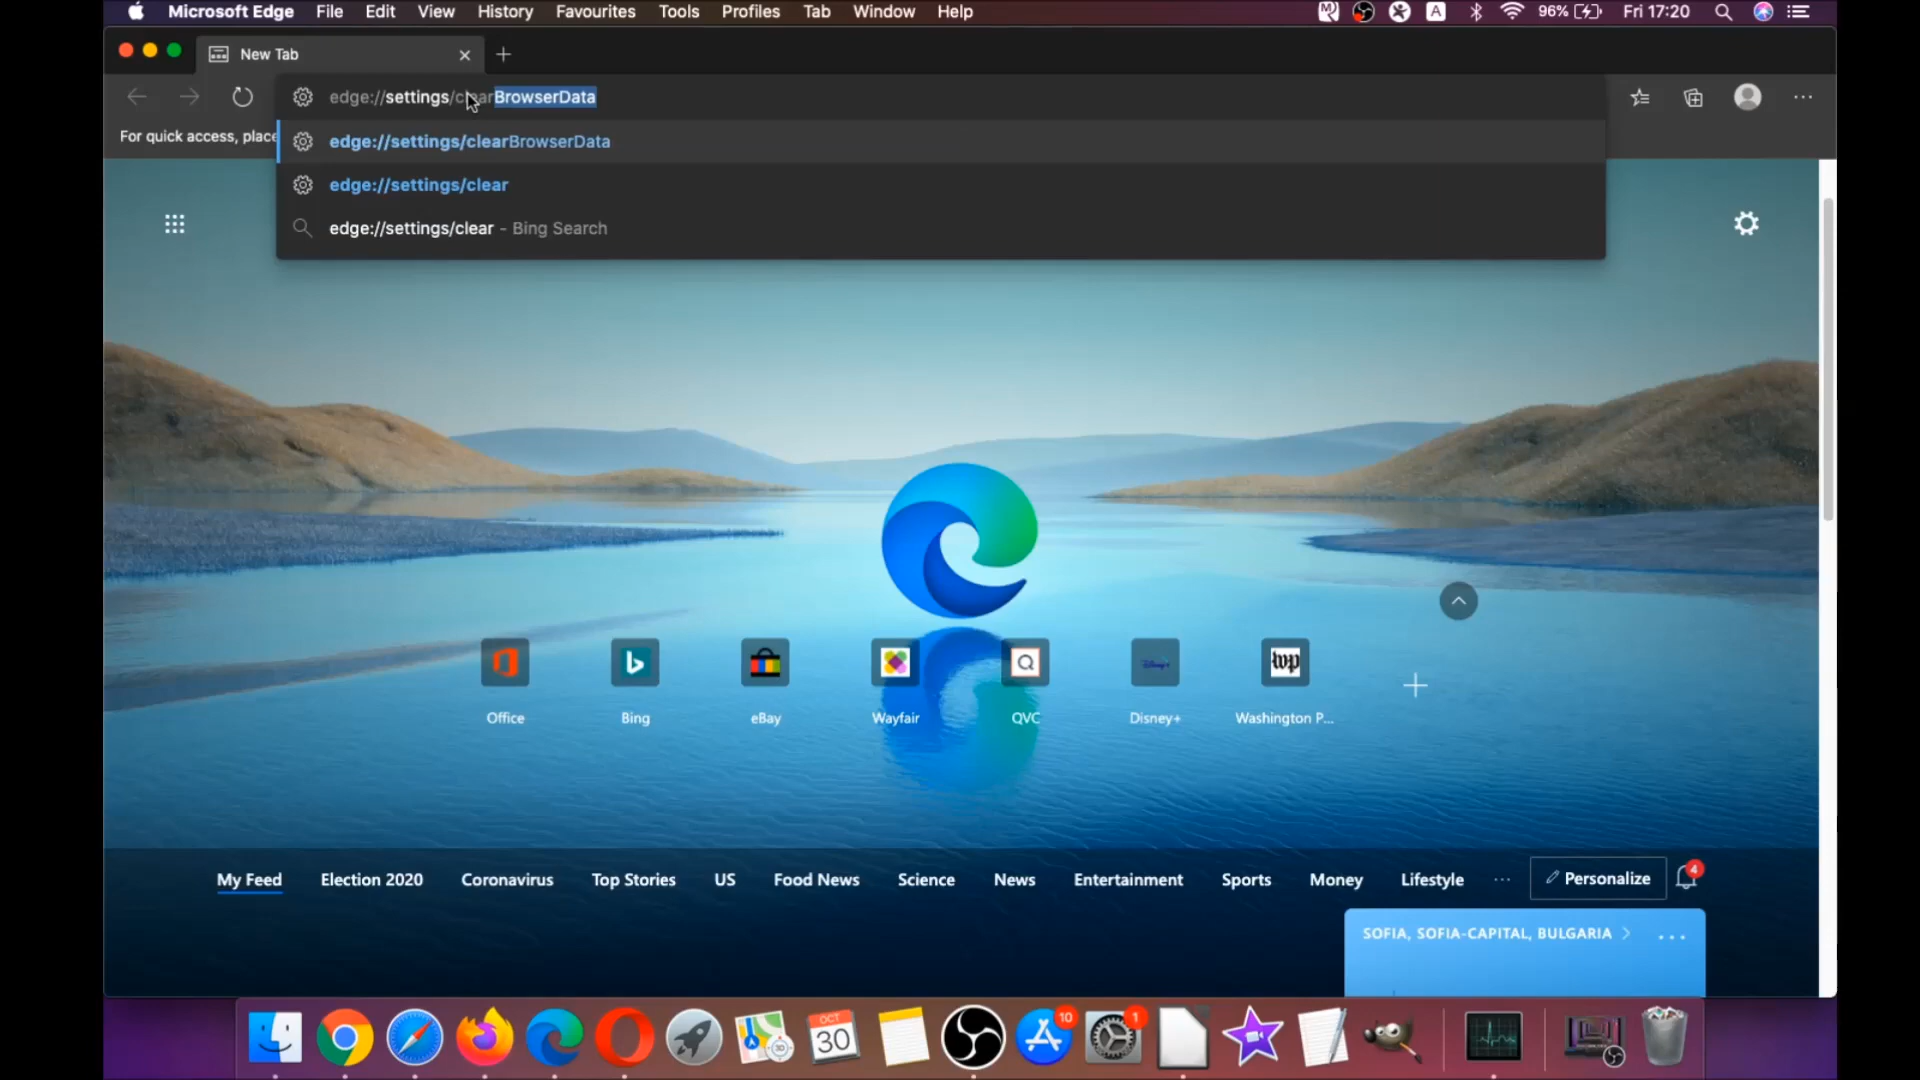 Microsoft Edge File Edit View History Favourites Tools Profiles Tab Window Help A 96% Fri 17:20
New Tab
edge://settings/clearBrowserData
For quick access, place
edge://settings/clearBrowserData
edge://settings/clear
edge://settings/clear - Bing Search
Office Bing eBay Wayfair QVC Disney+ Washington P...
My Feed Election 2020 Coronavirus Top Stories US Food News Science News Entertainment Sports Money Lifestyle ... Personalize 4
SOFIA, SOFIA-CAPITAL, BULGARIA
OCT
30
10
1